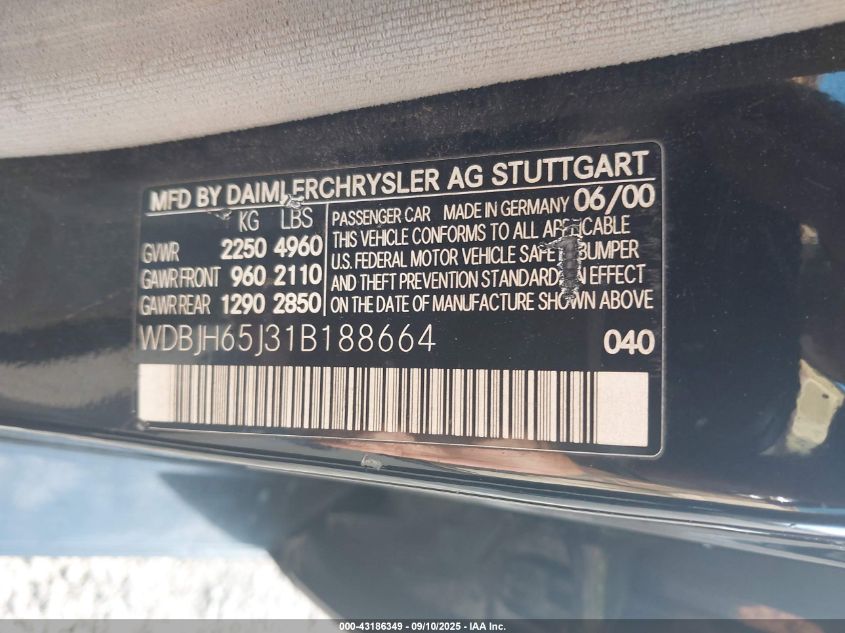 MFD BY DAIMLERCHRYSLER AG STUTTGART
KG LBS
GVWR 2250 4960
GAWR FRONT 960 2110
GAWR REAR 1290 2850
PASSENGER CAR MADE IN GERMANY 06/00
THIS VEHICLE CONFORMS TO ALL APPLICABLE
U.S. FEDERAL MOTOR VEHICLE SAFETY BUMPER
AND THEFT PREVENTION STANDARD IN EFFECT
ON THE DATE OF MANUFACTURE SHOWN ABOVE
WDBJH65J31B188664 040
000-43186349 - 09/10/2025 - IAA Inc.